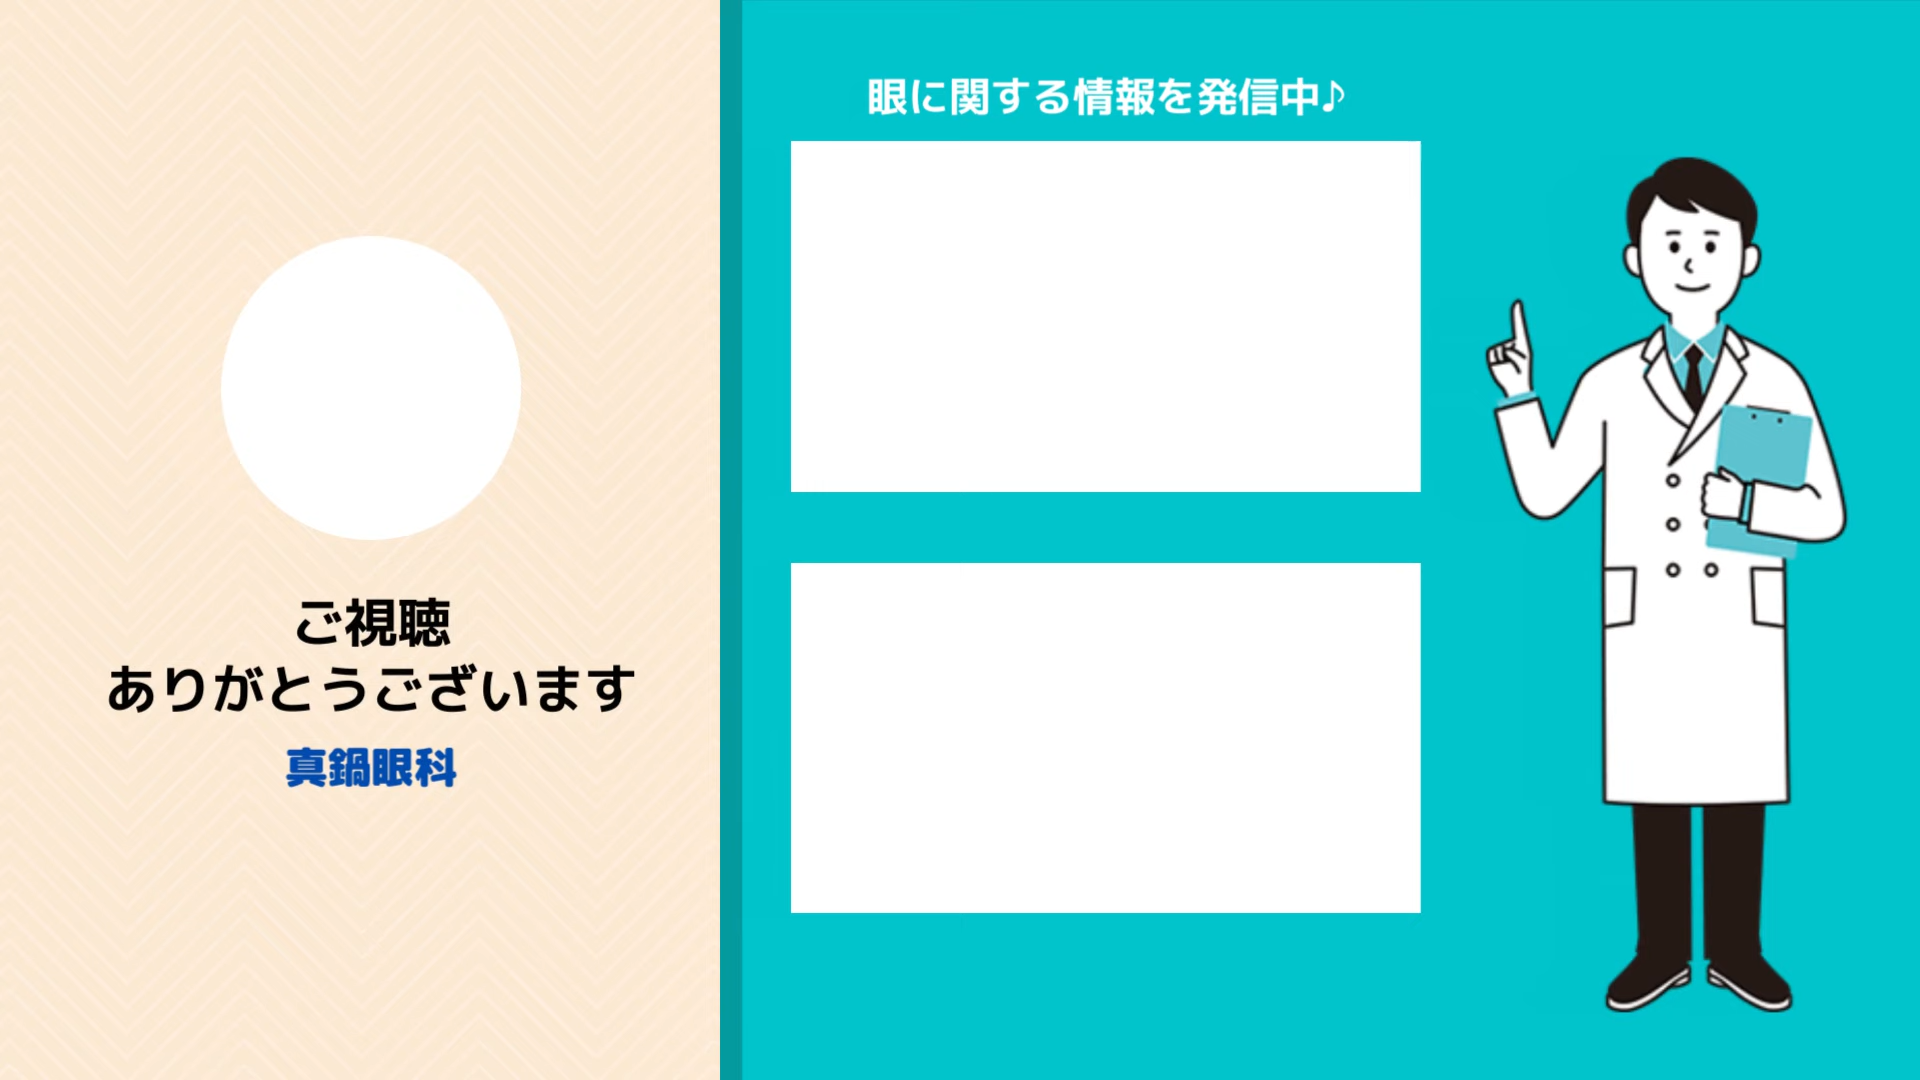 ご視聴
ありがとうございます
真鍋眼科
眼に関する情報を発信中♪